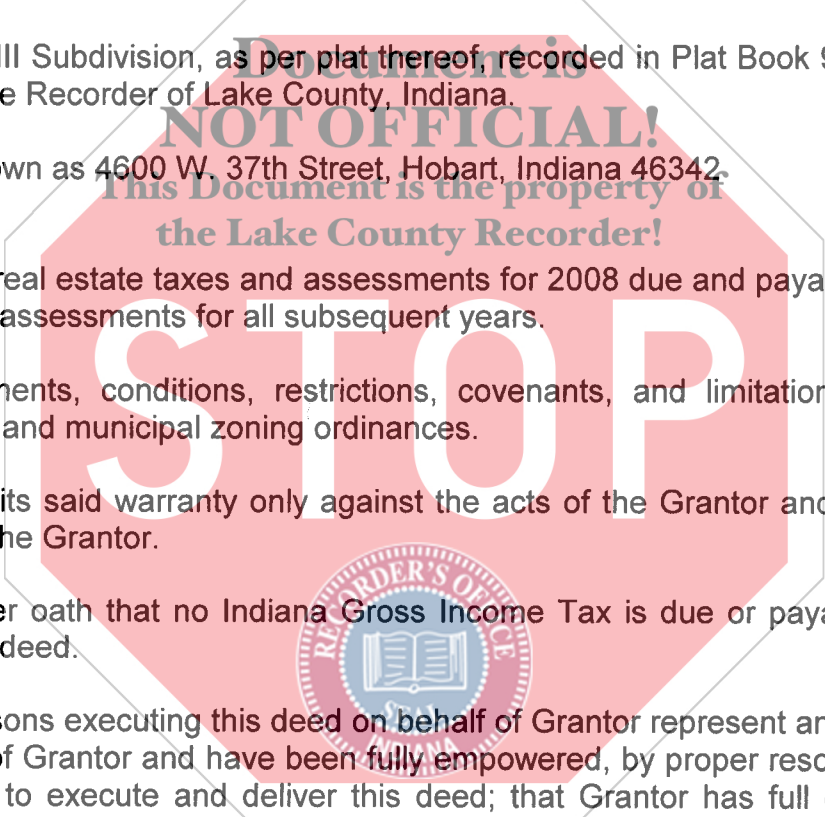 III Subdivision, as per plat thereof, recorded in Plat Book 9
Document is
e Recorder of Lake County, Indiana.
NOT OFFICIAL!
wn as 4600 W. 37th Street, Hobart, Indiana 46342.
This Document is the property of
the Lake County Recorder!
real estate taxes and assessments for 2008 due and paya
assessments for all subsequent years.
STOP
ments, conditions, restrictions, covenants, and limitation
and municipal zoning ordinances.
its said warranty only against the acts of the Grantor and
he Grantor.
RECORDER'S OFFICE
er oath that no Indiana Gross Income Tax is due or paya
deed.
SEAL
INDIANA
sons executing this deed on behalf of Grantor represent an
of Grantor and have been fully empowered, by proper reso
to execute and deliver this deed; that Grantor has full